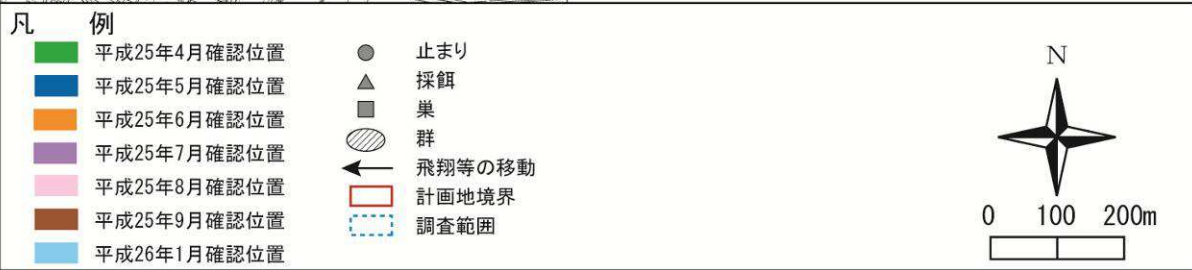 凡 例
平成25年4月確認位置
平成25年5月確認位置
平成25年6月確認位置
平成25年7月確認位置
平成25年8月確認位置
平成25年9月確認位置
平成26年1月確認位置
止まり
採餌
巣
群
飛翔等の移動
計画地境界
調査範囲
N
0 100 200m